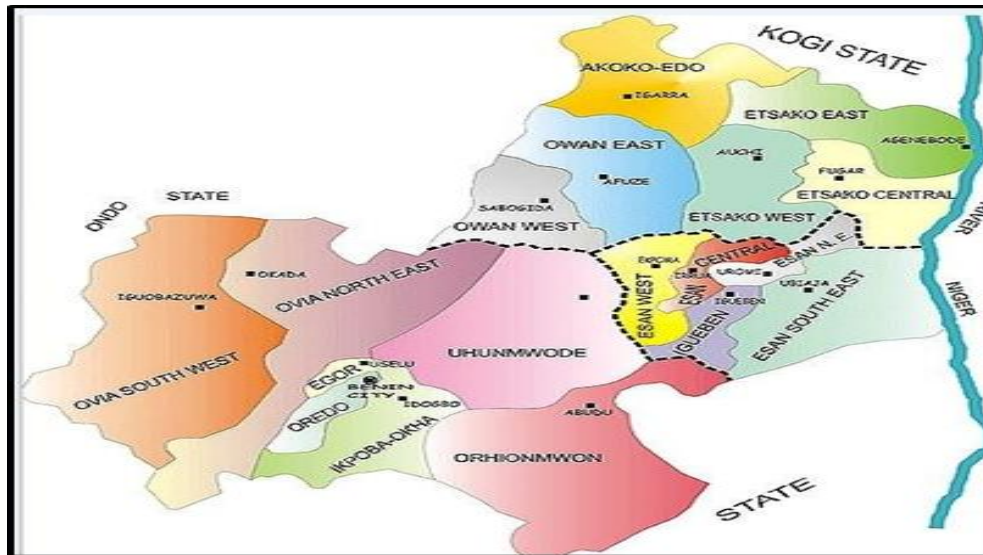 KOGI STATE
AKOKO-EDO
IGARRA
ETSAKO EAST
AGENEBODE
OWAN EAST
AUCHI
AFUZE
FUGAR
ETSAKO CENTRAL
SABOGIDA
OWAN WEST
ETSAKO WEST
ONDO STATE
RIVER
NIGER
OKADA
OVIA NORTH EAST
IGUOBAZUWA
OVIA SOUTH WEST
EKPOMA
ESAN WEST
ESAN CENTRAL
UROMI
ESAN N. E.
UBIAJA
IGUEBEN
IGUEBEN
ESAN SOUTH EAST
UHUNMWODE
EGOR
USELU
BENIN
CITY
IDOGBO
OREDO
IKPOBA-OKHA
ABUDU
ORHIONMWON
STATE